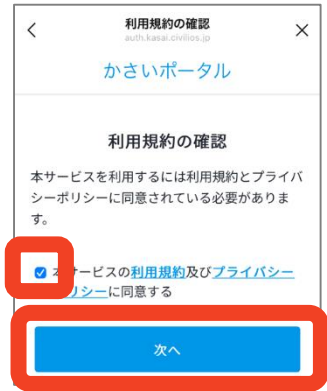 利用規約の確認
auth.kasai.civilios.jp
かさいポータル
利用規約の確認
本サービスを利用するには利用規約とプライバ
シーポリシーに同意されている必要がありま
す。
本サービスの利用規約及びプライバシー
リシーに同意する
次へ